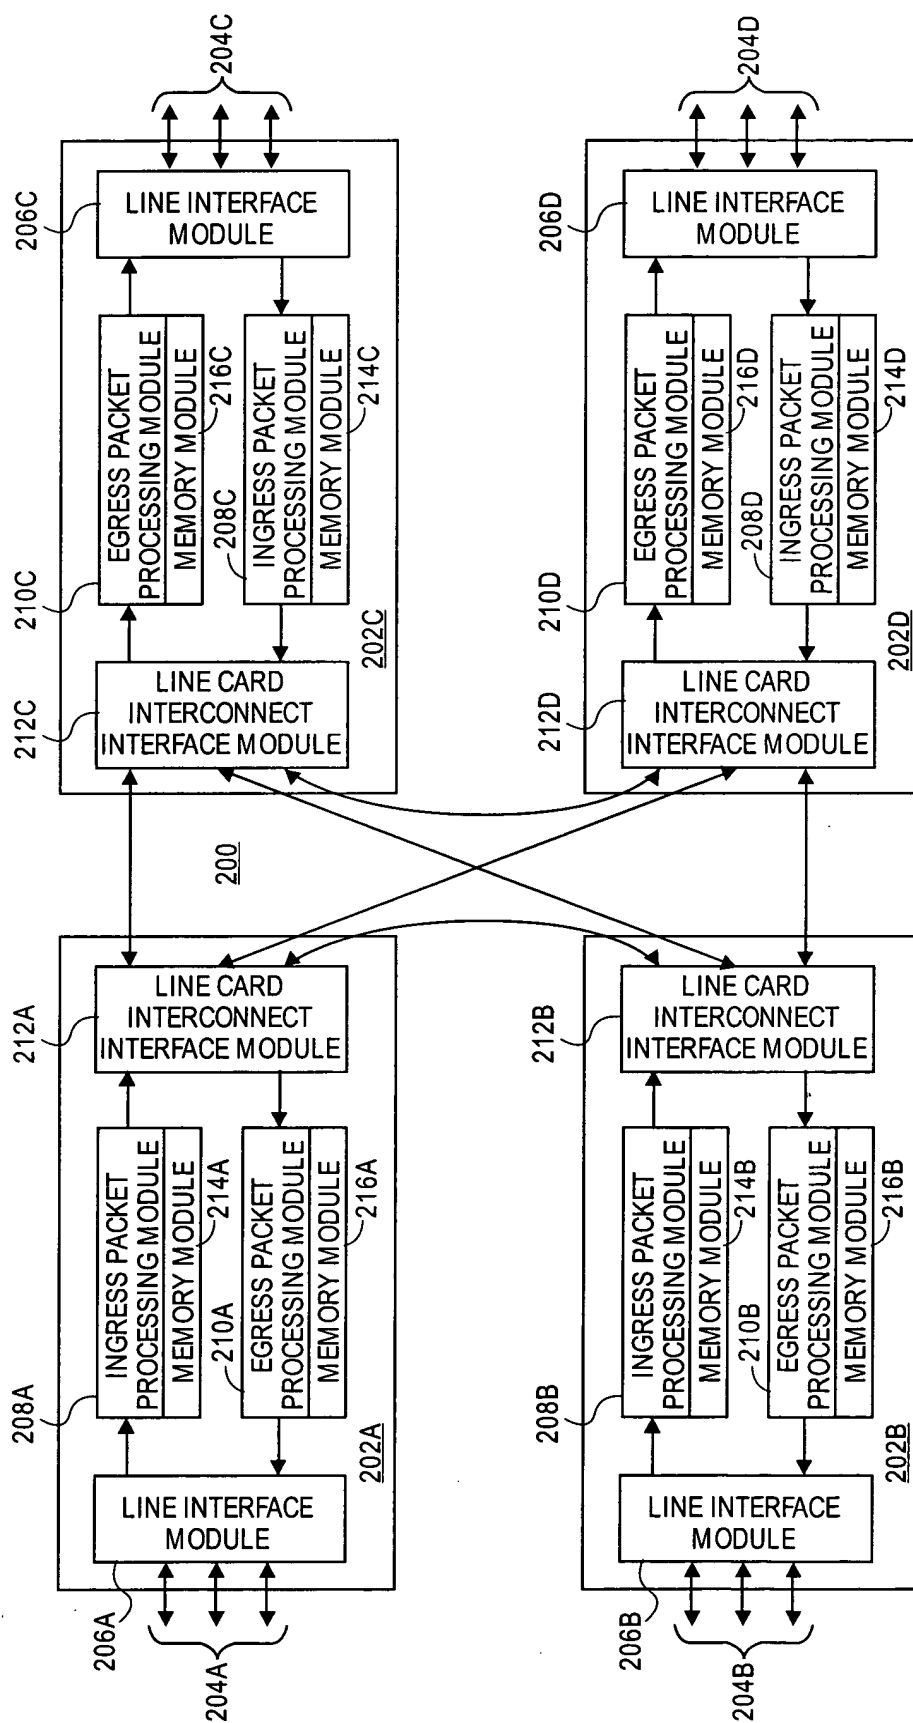 204A
206A
LINE INTERFACE
MODULE
208A
INGRESS PACKET
PROCESSING MODULE
MEMORY MODULE
214A
210A
EGRESS PACKET
PROCESSING MODULE
MEMORY MODULE
216A
212A
LINE CARD
INTERCONNECT
INTERFACE MODULE
202A
200
212C
LINE CARD
INTERCONNECT
INTERFACE MODULE
210C
EGRESS PACKET
PROCESSING MODULE
MEMORY MODULE
216C
208C
INGRESS PACKET
PROCESSING MODULE
MEMORY MODULE
214C
202C
206C
LINE INTERFACE
MODULE
204C
204B
206B
LINE INTERFACE
MODULE
208B
INGRESS PACKET
PROCESSING MODULE
MEMORY MODULE
214B
210B
EGRESS PACKET
PROCESSING MODULE
MEMORY MODULE
216B
212B
LINE CARD
INTERCONNECT
INTERFACE MODULE
202B
212D
LINE CARD
INTERCONNECT
INTERFACE MODULE
210D
EGRESS PACKET
PROCESSING MODULE
MEMORY MODULE
216D
208D
INGRESS PACKET
PROCESSING MODULE
MEMORY MODULE
214D
202D
206D
LINE INTERFACE
MODULE
204D